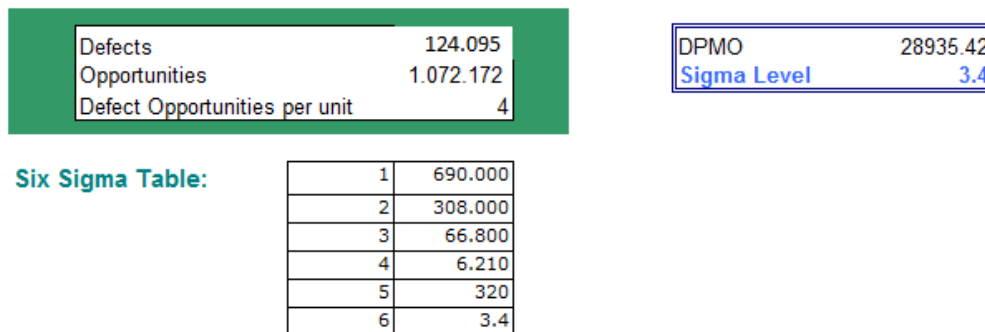 Defects 124.095
Opportunities 1.072.172
Defect Opportunities per unit 4
DPMO 28935.42
Sigma Level 3.4
Six Sigma Table:
1 690.000
2 308.000
3 66.800
4 6.210
5 320
6 3.4